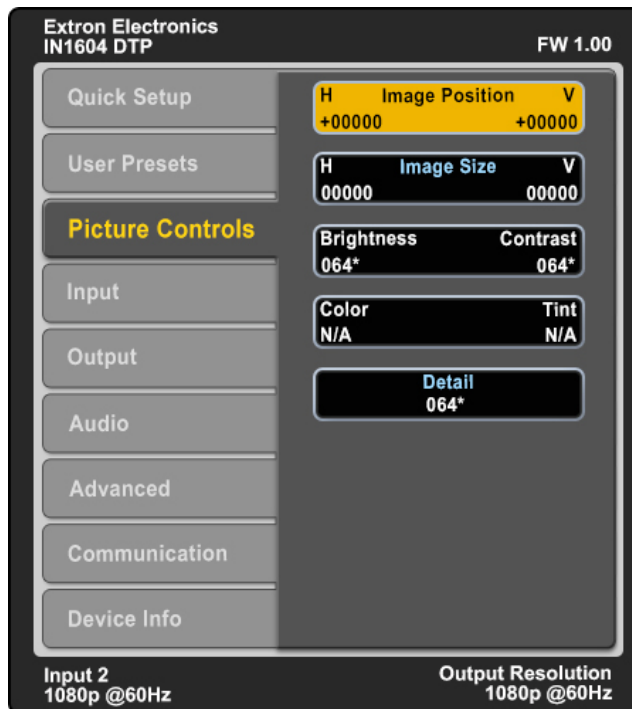 Extron Electronics
IN1604 DTP
FW 1.00
Quick Setup
User Presets
Picture Controls
Input
Output
Audio
Advanced
Communication
Device Info
H Image Position V
+00000 +00000
H Image Size V
00000 00000
Brightness Contrast
064* 064*
Color Tint
N/A N/A
Detail
064*
Input 2
1080p @60Hz
Output Resolution
1080p @60Hz